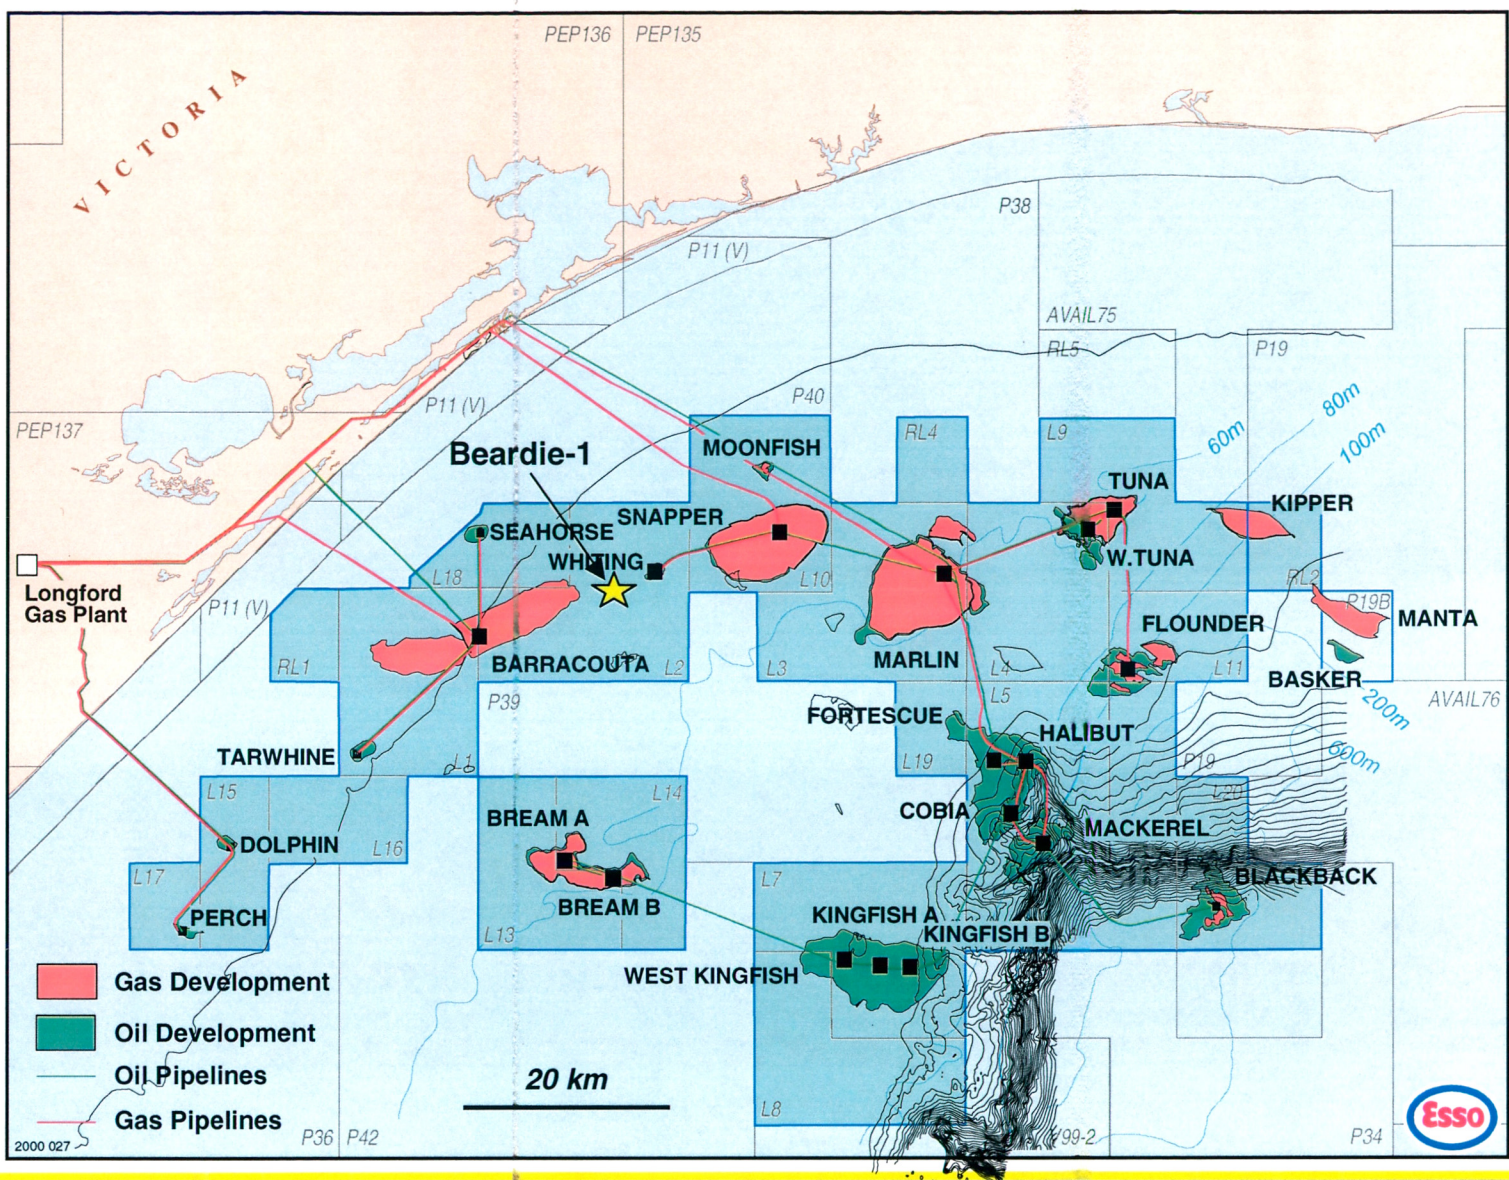 PEP136
PEP135
VICTORIA
P38
P11 (V)
AVAIL75
RL5
P19
P40
80m
P11 (V)
60m
100m
PEP137
RL4
L9
MOONFISH
Beardie-1
TUNA
KIPPER
SNAPPER
SEAHORSE
WHITING
W.TUNA
L18
L10
RL2
Longford
Gas Plant
P11 (V)
P19B
MANTA
FLOUNDER
MARLIN
BARRACOUTA
RL1
L2
L3
L4
L11
BASKER
L5
P39
AVAIL76
200m
FORTESCUE
HALIBUT
TARWHINE
L1
L19
P19
600m
L15
L14
L20
BREAM A
COBIA
MACKEREL
DOLPHIN
L16
L17
L7
BLACKBACK
BREAM B
PERCH
KINGFISH A
KINGFISH B
L13
WEST KINGFISH
Gas Development
Oil Development
Oil Pipelines
20 km
Gas Pipelines
L8
Esso
2000 027
P36
P42
V99-2
P34